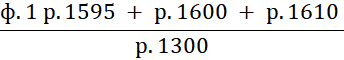 ф. 1 р. 1595 + р. 1600 + р. 1610
р. 1300